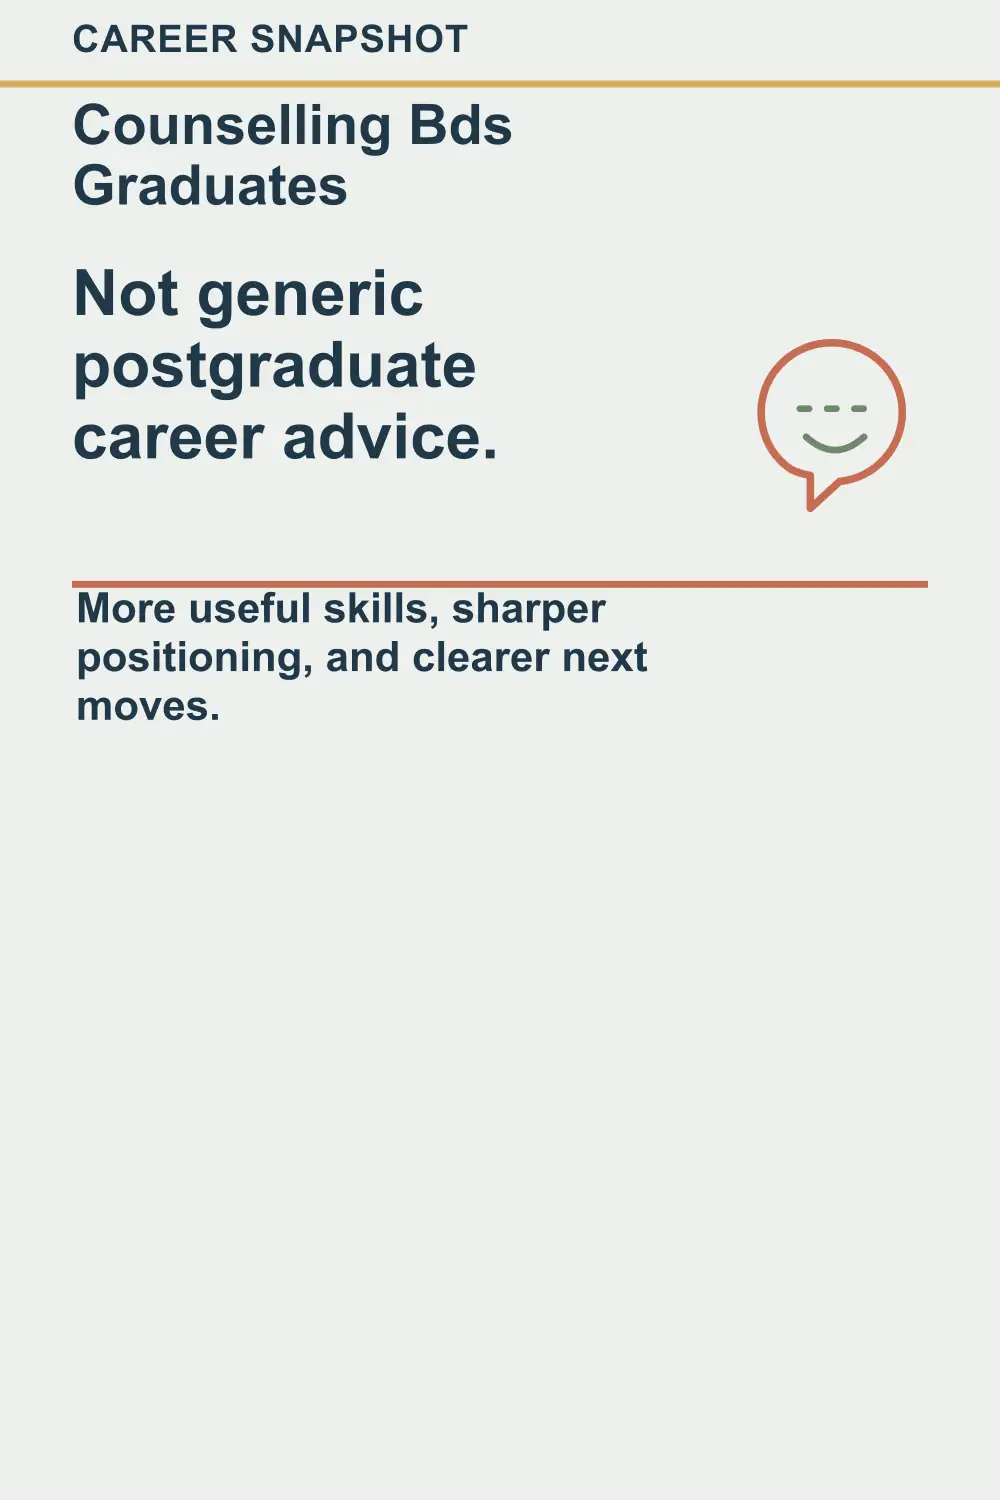 CAREER SNAPSHOT
Counselling Bds
Graduates
Not generic
postgraduate
career advice.
More useful skills, sharper
positioning, and clearer next
moves.